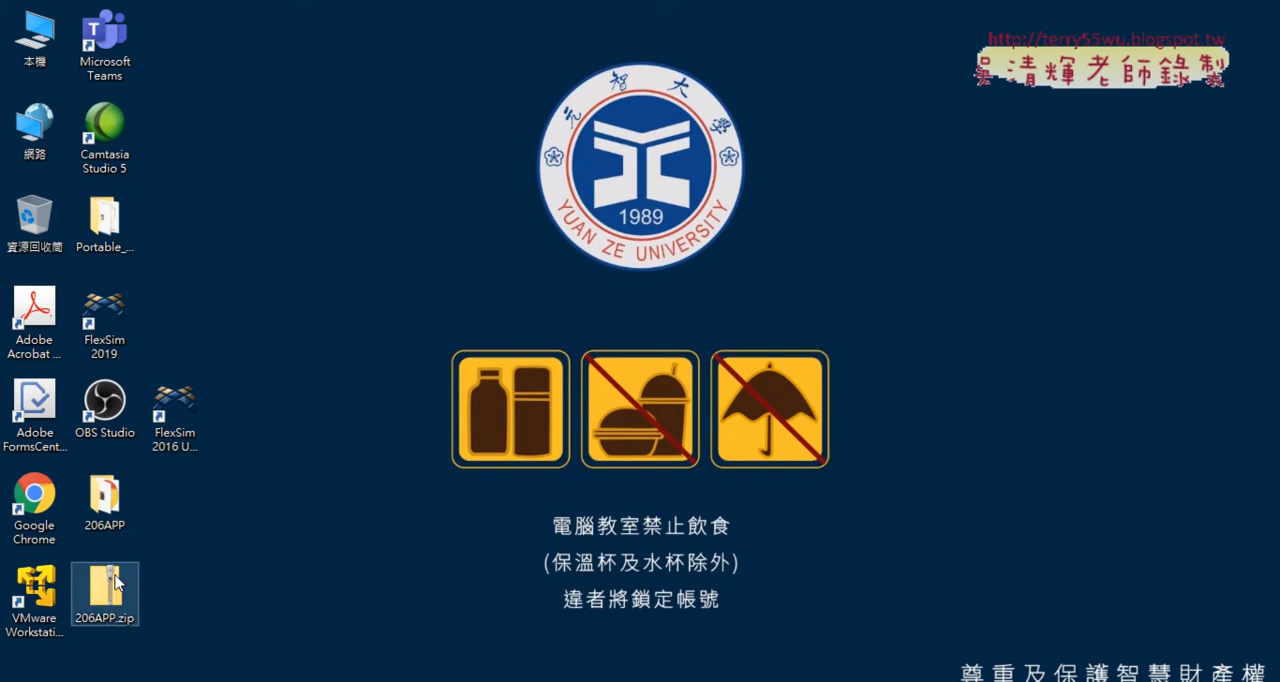 本機
Microsoft
Teams
網路
Camtasia
Studio 5
資源回收筒
Portable_...
Adobe
Acrobat ...
FlexSim
2019
Adobe
FormsCent...
OBS Studio
FlexSim
2016 U...
Google
Chrome
206APP
VMware
Workstati...
206APP.zip
http://terry55wu.blogspot.tw
吳清輝老師錄製
元智大學
1989
YUAN ZE UNIVERSITY
電腦教室禁止飲食
(保溫杯及水杯除外)
違者將鎖定帳號
尊重及保護智慧財產權